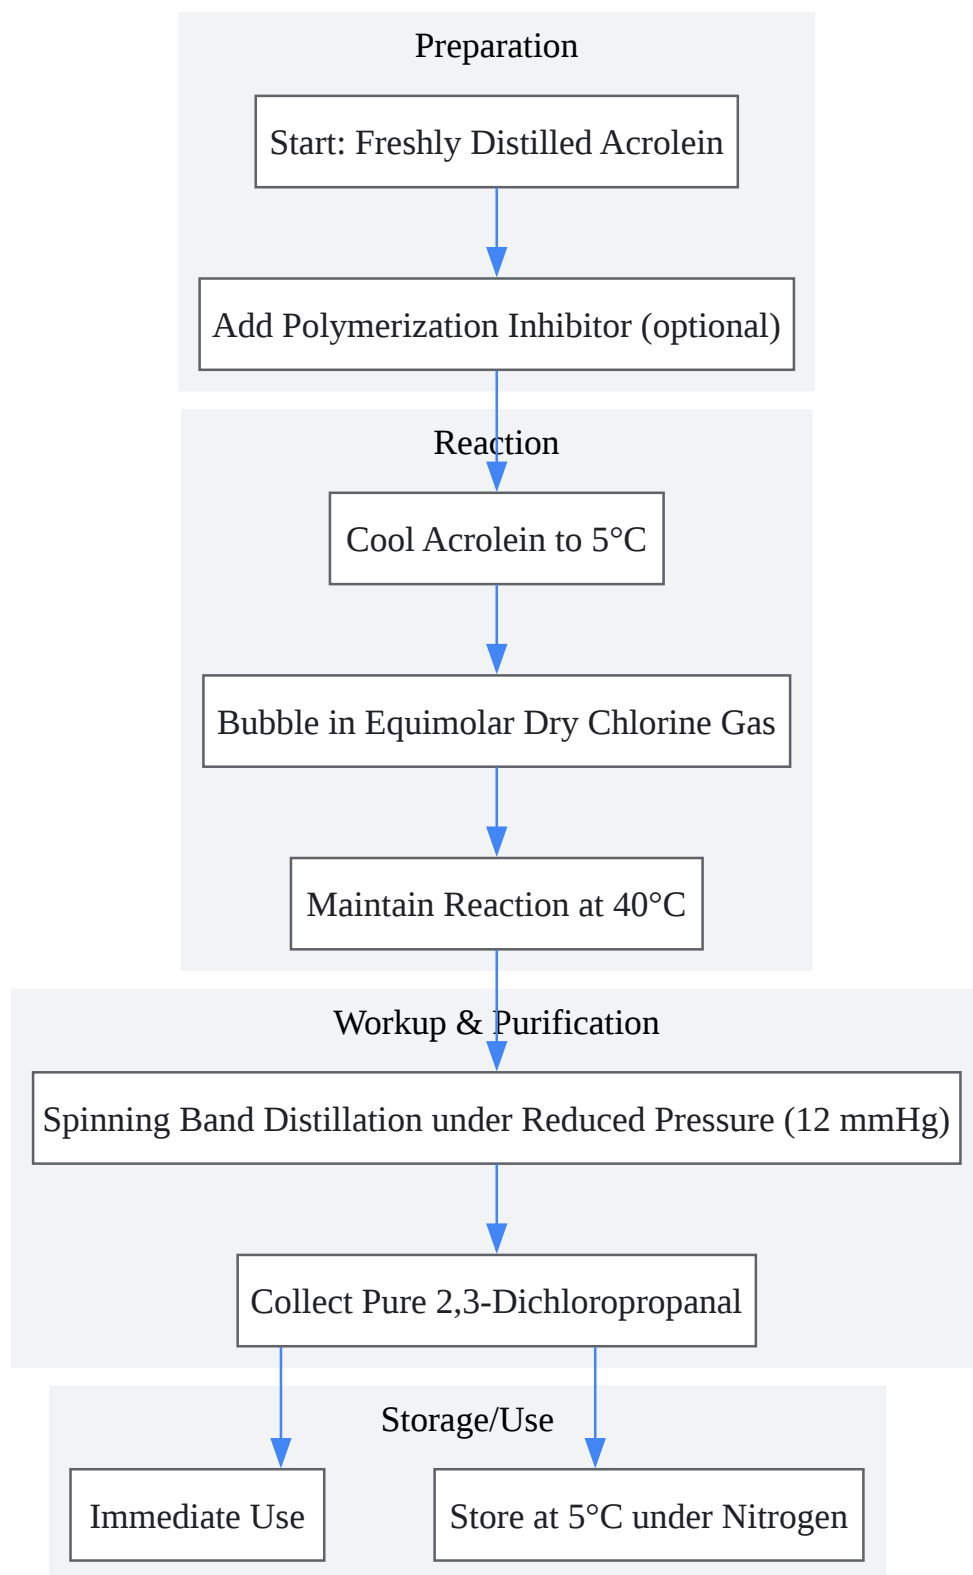 Preparation
Start: Freshly Distilled Acrolein
Add Polymerization Inhibitor (optional)
Reaction
Cool Acrolein to 5°C
Bubble in Equimolar Dry Chlorine Gas
Maintain Reaction at 40°C
Workup & Purification
Spinning Band Distillation under Reduced Pressure (12 mmHg)
Collect Pure 2,3-Dichloropropanal
Storage/Use
Immediate Use
Store at 5°C under Nitrogen